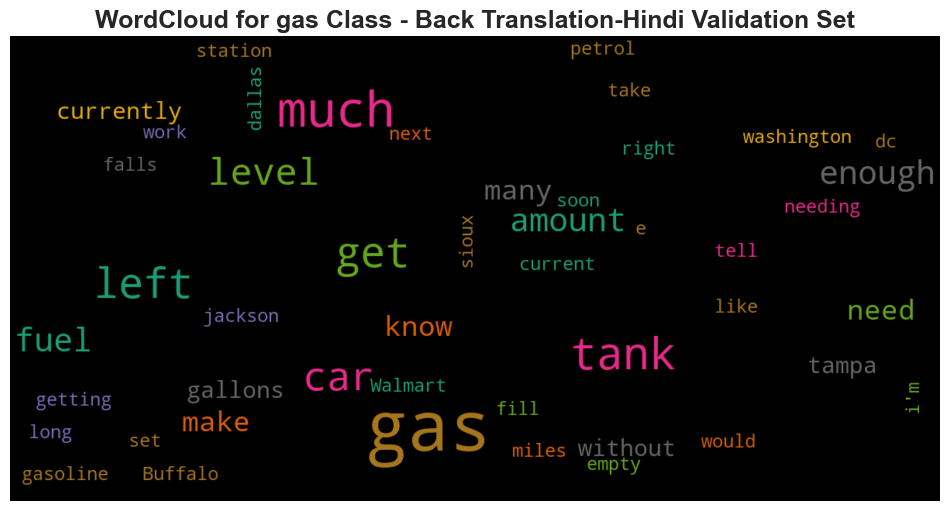 WordCloud for gas Class - Back Translation-Hindi Validation Set
station
petrol
dallas
take
currently
much
work
next
washington
dc
right
falls
level
enough
many
soon
needing
amount
e
sioux
get
tell
current
left
like
need
jackson
know
fuel
tank
tampa
car
Walmart
gallons
i'm
getting
fill
make
gas
long
set
miles
without
would
empty
gasoline
Buffalo